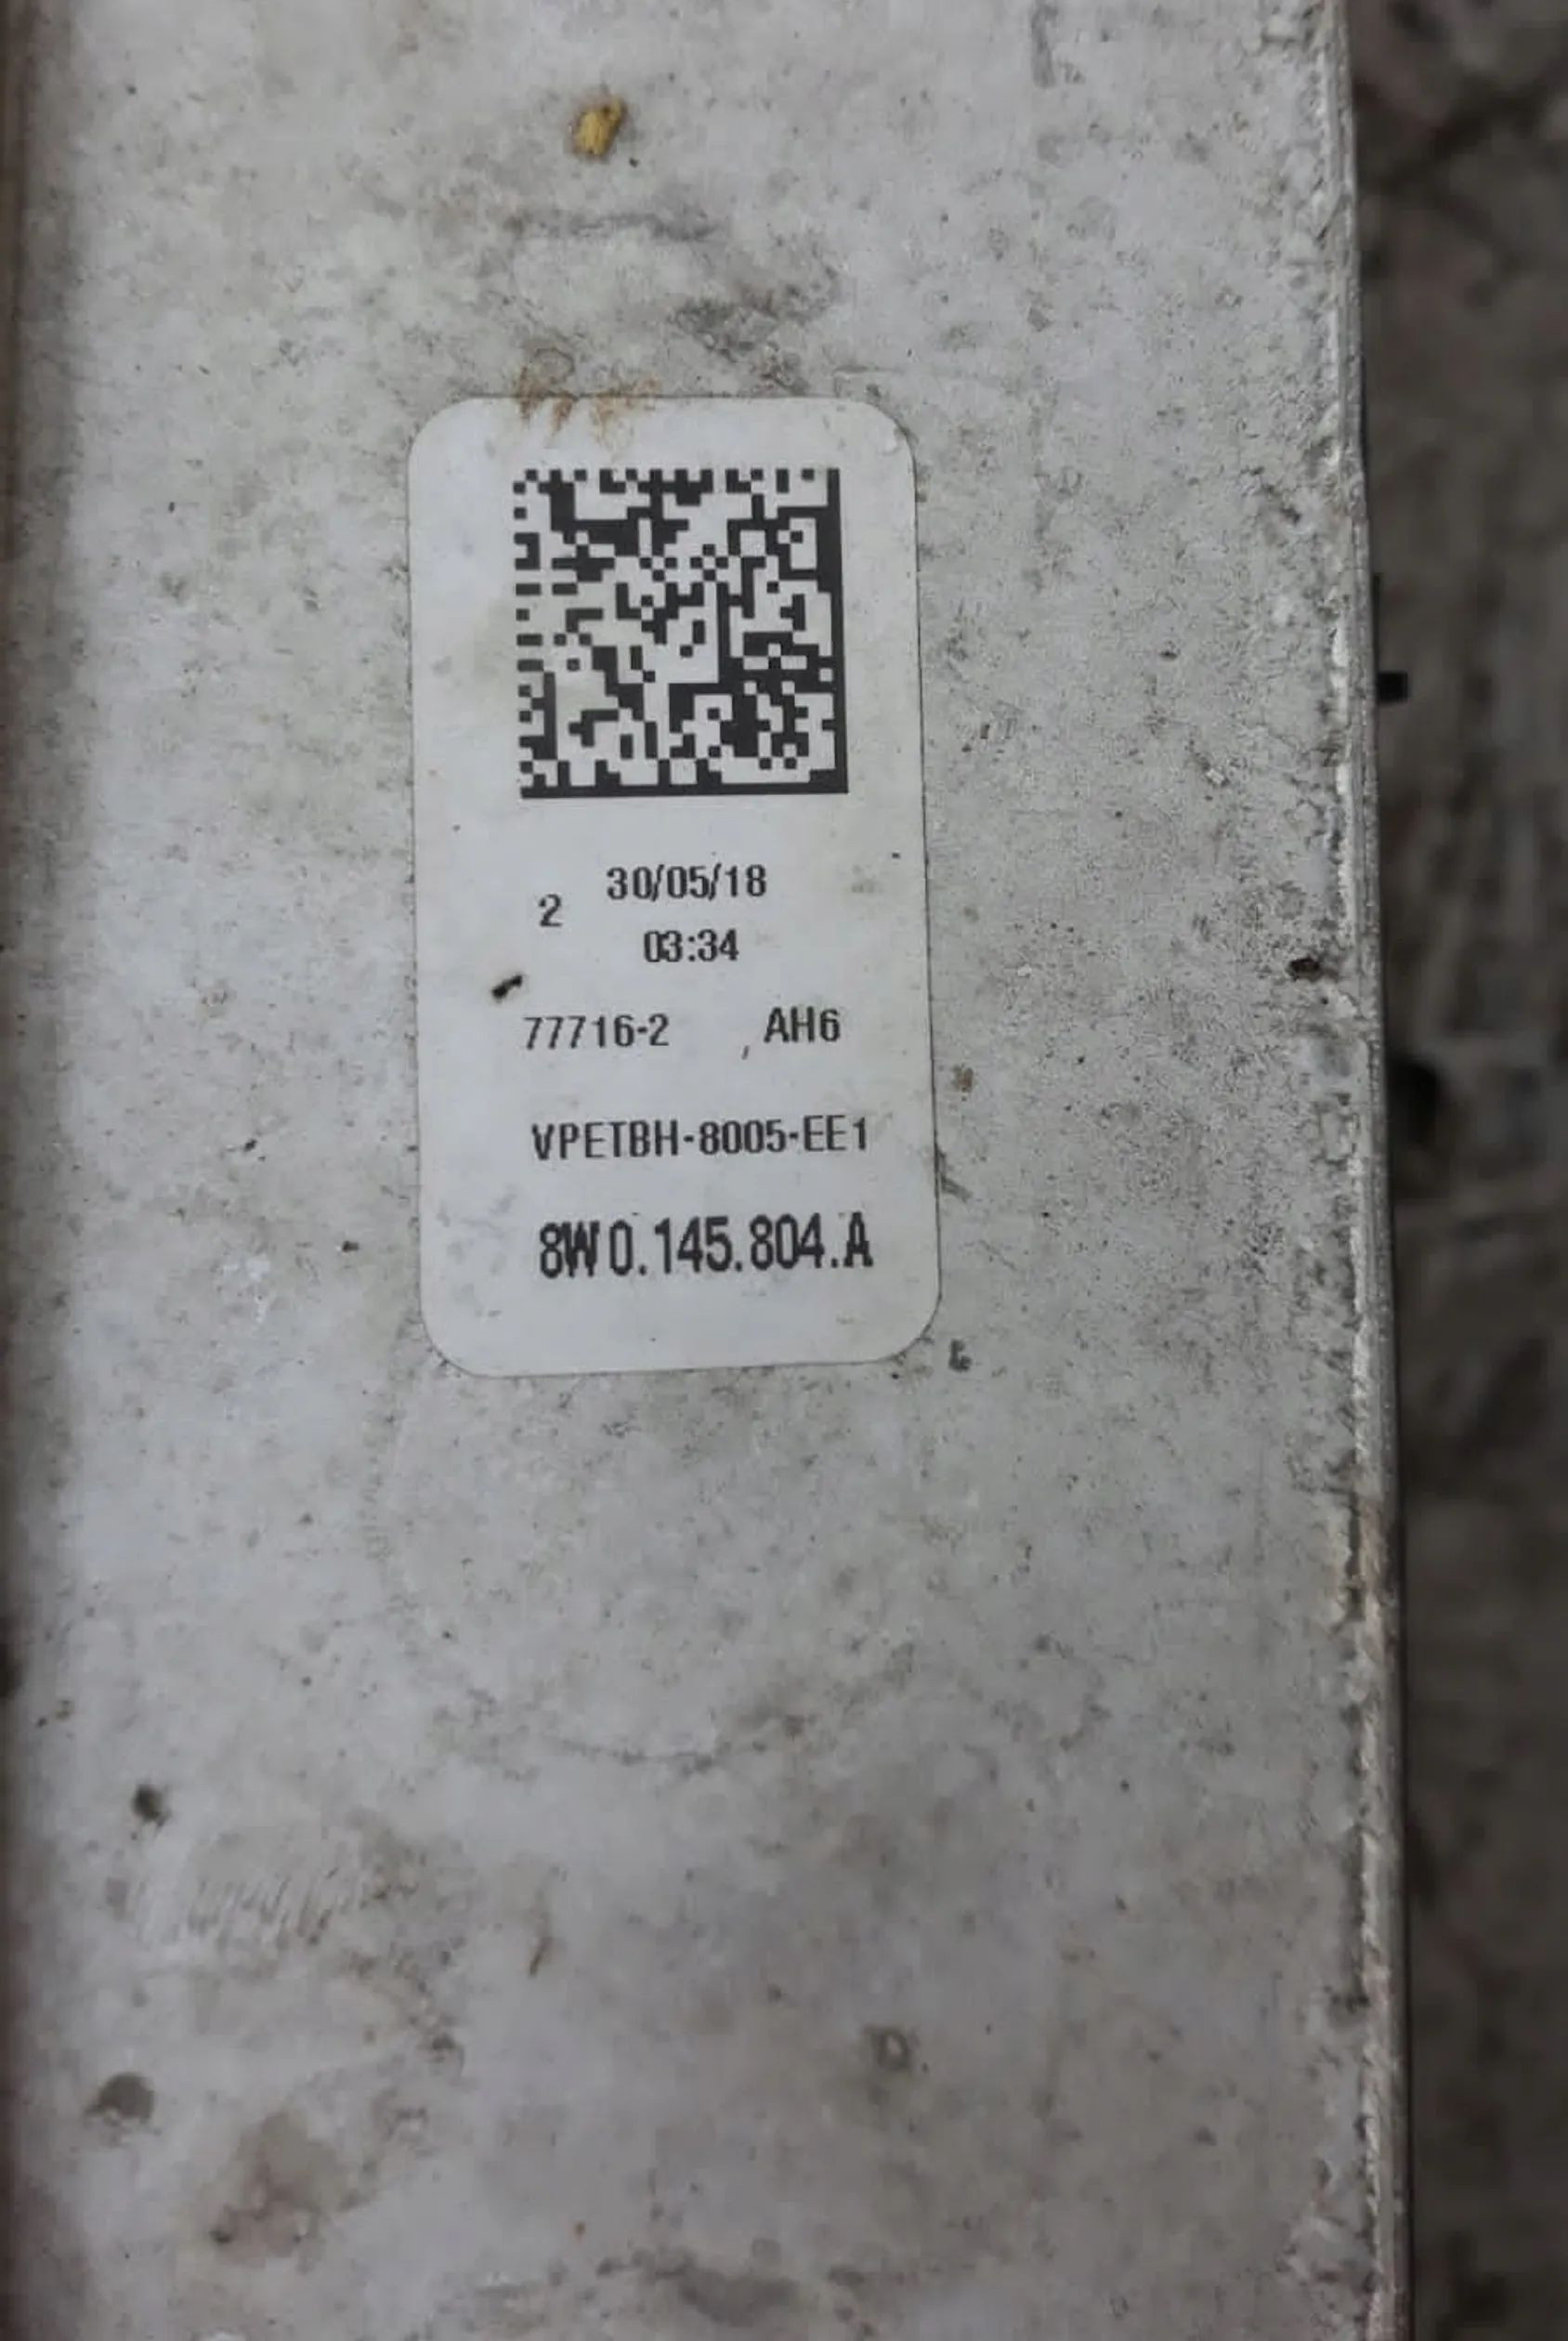 30/05/18
2
03:34
77716-2 AH6
VPETBH-8005-EE1
8W0.145.804.A